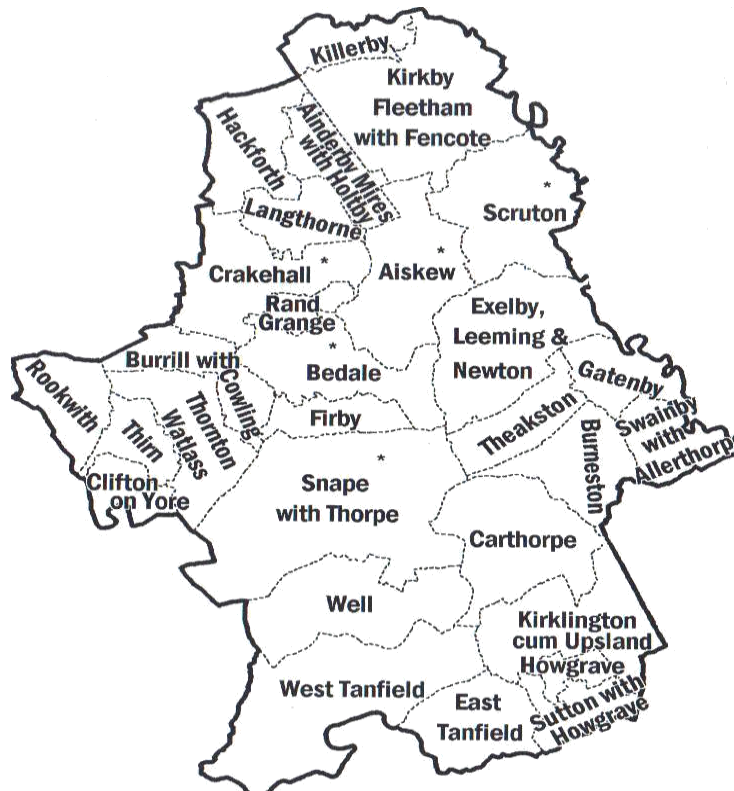 Killerby
Kirkby
Fleetham
with Fencote
Hackforth
Ainderby Mires
with Holtby
Scruton
*
Langthorne
Crakehall
*
Aiskew
*
Rand
Grange
Exelby,
Leeming &
Newton
Burrill with
Cowling
Bedale
*
Gatenby
Rookwith
Thirn
Thornton
Watlass
Firby
Theakston
Burneston
Swainby
with
Allerthorp
Clifton
on Yore
Snape
with Thorpe
*
Carthorpe
Well
Kirklington
cum Upsland
Howgrave
West Tanfield
East
Tanfield
Sutton with
Howgrave